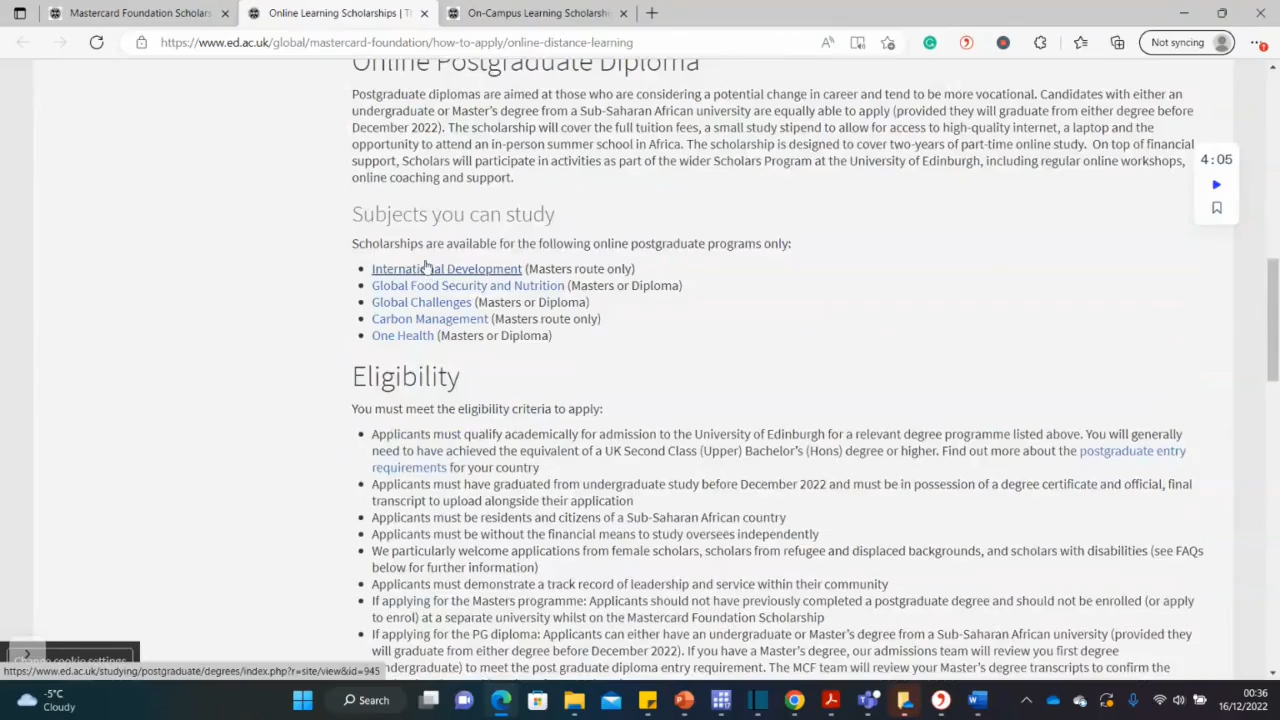 Mastercard Foundation Scholars
Online Learning Scholarships | Th
On-Campus Learning Scholarship
https://www.ed.ac.uk/global/mastercard-foundation/how-to-apply/online-distance-learning
Not syncing
Online Postgraduate Diploma
Postgraduate diplomas are aimed at those who are considering a potential change in career and tend to be more vocational. Candidates with either an
undergraduate or Master's degree from a Sub-Saharan African university are equally able to apply (provided they will graduate from either degree before
December 2022). The scholarship will cover the full tuition fees, a small study stipend to allow for access to high-quality internet, a laptop and the
opportunity to attend an in-person summer school in Africa. The scholarship is designed to cover two-years of part-time online study. On top of financial
support, Scholars will participate in activities as part of the wider Scholars Program at the University of Edinburgh, including regular online workshops,
online coaching and support.
4:05
Subjects you can study
Scholarships are available for the following online postgraduate programs only:
International Development (Masters route only)
Global Food Security and Nutrition (Masters or Diploma)
Global Challenges (Masters or Diploma)
Carbon Management (Masters route only)
One Health (Masters or Diploma)
Eligibility
You must meet the eligibility criteria to apply:
Applicants must qualify academically for admission to the University of Edinburgh for a relevant degree programme listed above. You will generally
need to have achieved the equivalent of a UK Second Class (Upper) Bachelor's (Hons) degree or higher. Find out more about the postgraduate entry
requirements for your country
Applicants must have graduated from undergraduate study before December 2022 and must be in possession of a degree certificate and official, final
transcript to upload alongside their application
Applicants must be residents and citizens of a Sub-Saharan African country
Applicants must be without the financial means to study oversees independently
We particularly welcome applications from female scholars, scholars from refugee and displaced backgrounds, and scholars with disabilities (see FAQs
below for further information)
Applicants must demonstrate a track record of leadership and service within their community
If applying for the Masters programme: Applicants should not have previously completed a postgraduate degree and should not be enrolled (or apply
to enrol) at a separate university whilst on the Mastercard Foundation Scholarship
If applying for the PG diploma: Applicants can either have an undergraduate or Master's degree from a Sub-Saharan African university (provided they
will graduate from either degree before December 2022). If you have a Master's degree, our admissions team will review you first degree
undergraduate) to meet the post graduate diploma entry requirement. The MCF team will review your Master's degree transcripts to confirm the
Change cookie settings
https://www.ed.ac.uk/studying/postgraduate/degrees/index.php?r=site/view&id=945
-5°C
Cloudy
Search
00:36
16/12/2022